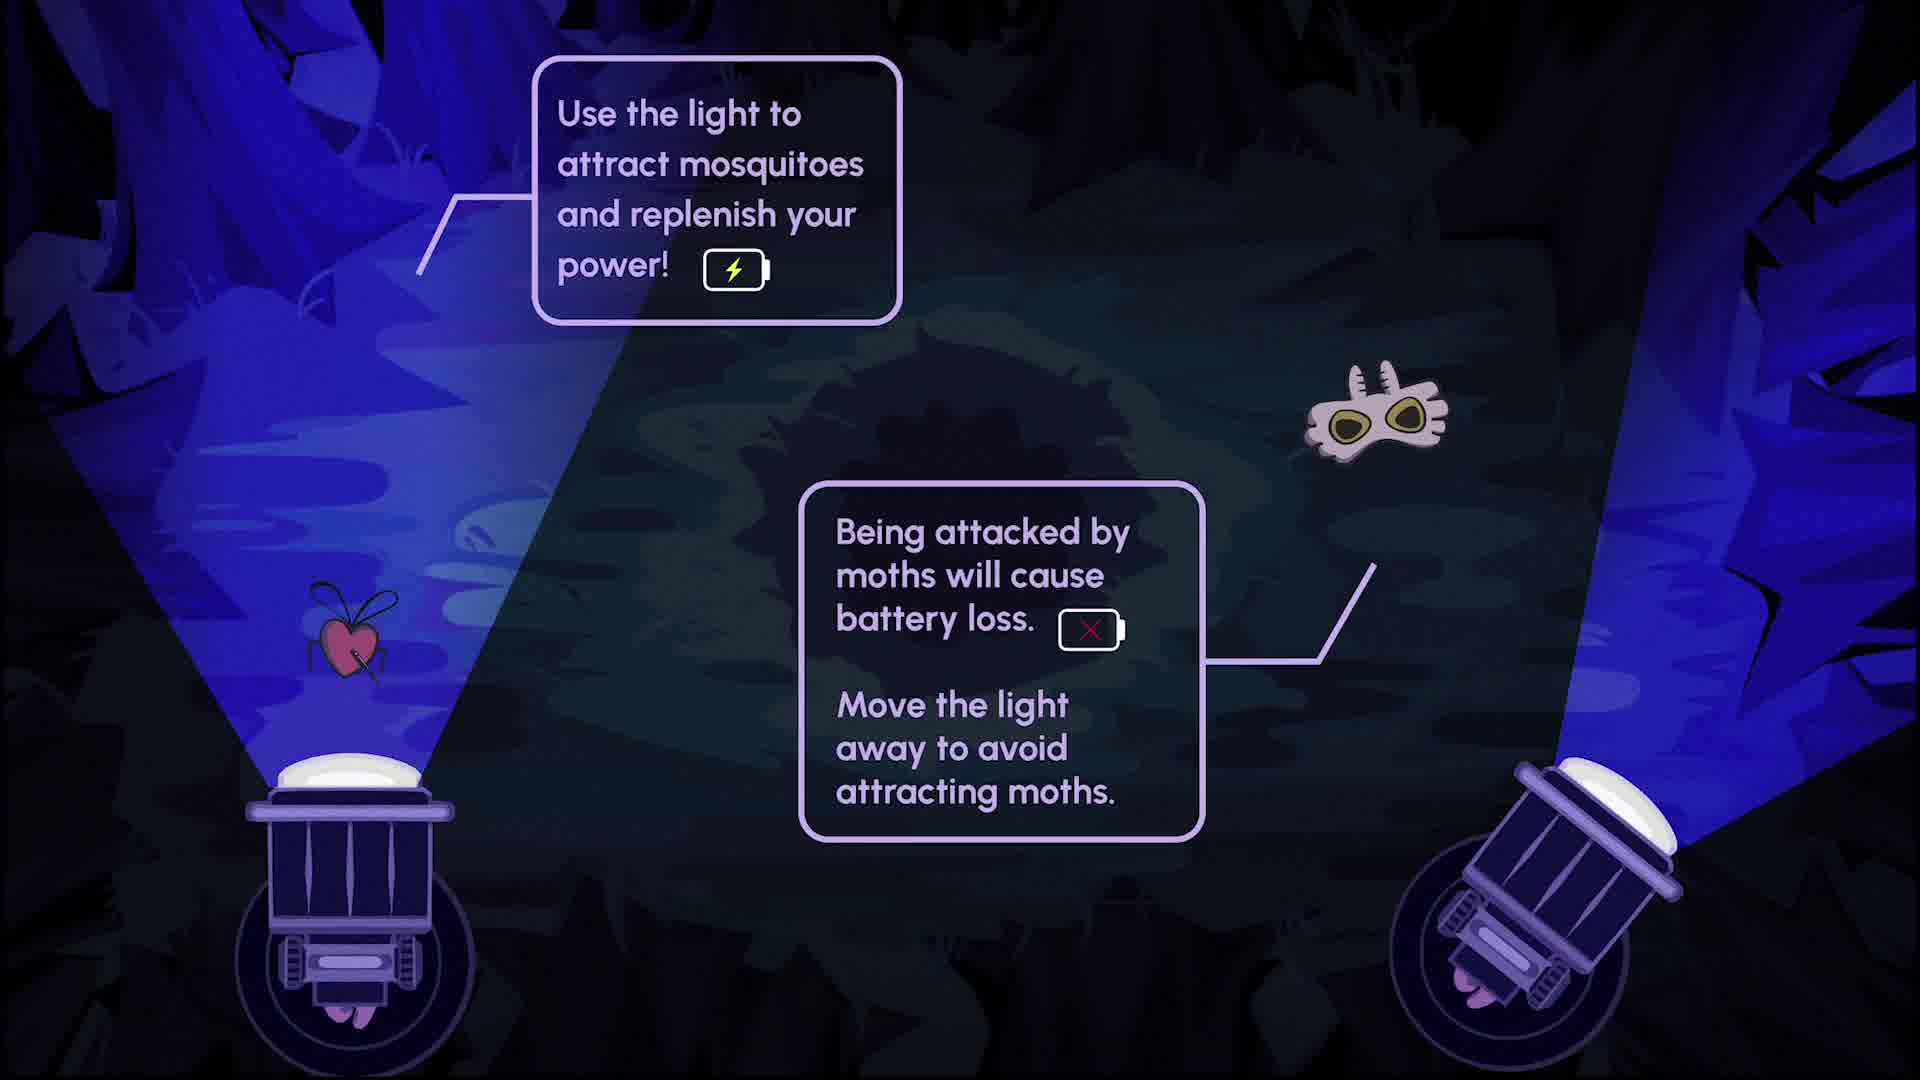 Use the light to
attract mosquitoes
and replenish your
power!
Being attacked by
moths will cause
battery loss.
Move the light
away to avoid
attracting moths.